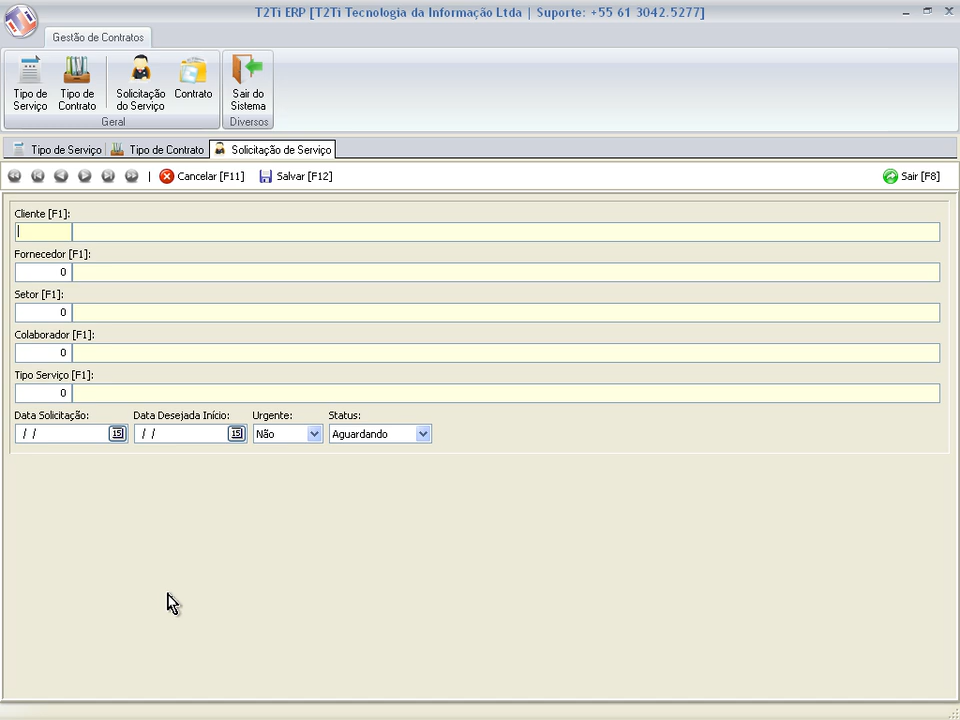 T2Ti ERP [T2Ti Tecnologia da Informação Ltda | Suporte: +55 61 3042.5277]
Gestão de Contratos
Tipo de Serviço
Tipo de Contrato
Solicitação do Serviço
Contrato
Sair do Sistema
Geral
Diversos
Tipo de Serviço
Tipo de Contrato
Solicitação de Serviço
| Cancelar [F11] Salvar [F12] Sair [F8]
Cliente [F1]:
Fornecedor [F1]:
0
Setor [F1]:
0
Colaborador [F1]:
0
Tipo Serviço [F1]:
0
Data Solicitação: Data Desejada Início: Urgente: Status:
/ / 15 / / 15 Não Aguardando